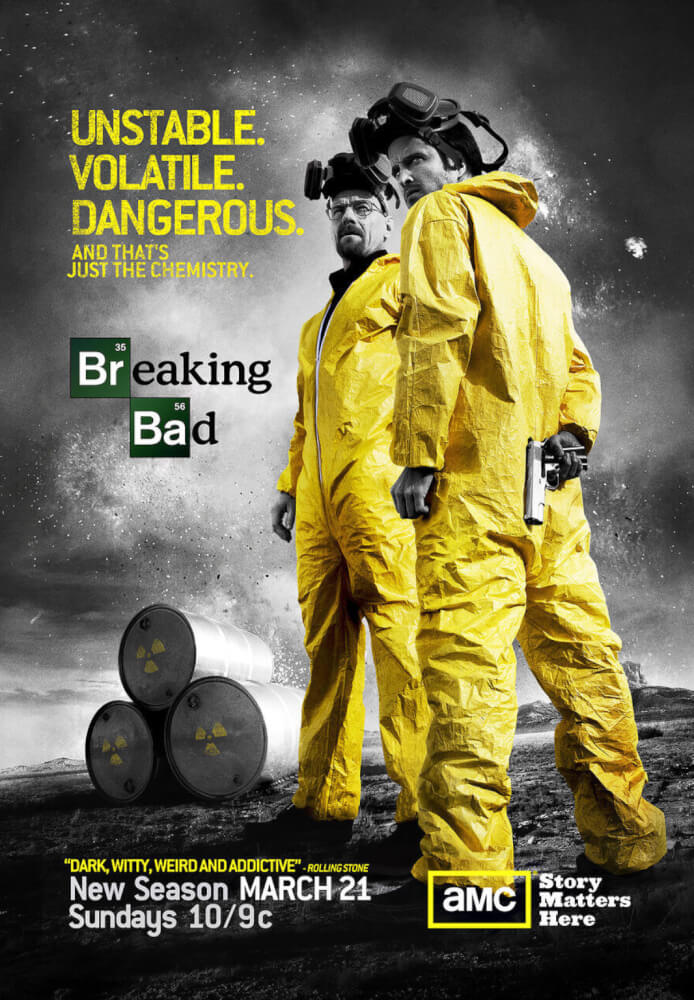 UNSTABLE.
VOLATILE.
DANGEROUS.
AND THAT'S
JUST THE CHEMISTRY.
35
Breaking
56
Bad
"DARK, WITTY, WEIRD AND ADDICTIVE" - ROLLING STONE
New Season MARCH 21
Sundays 10/9c
aMC
Story
Matters
Here